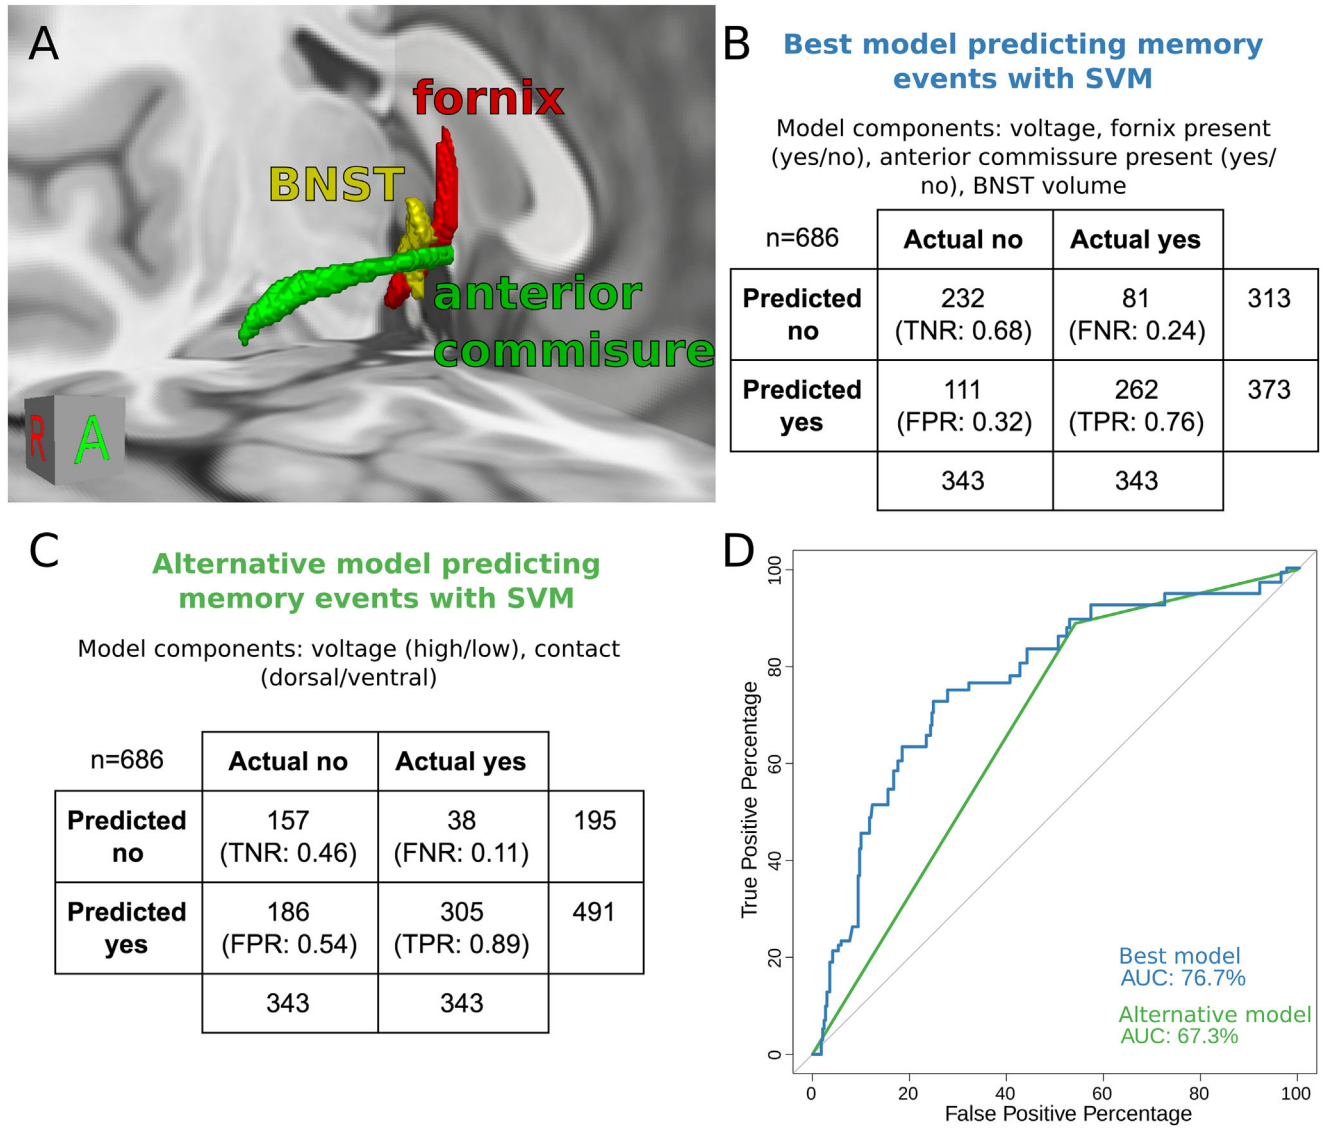 A
fornix
BNST
anterior
commisure
R
A
B
Best model predicting memory
events with SVM
Model components: voltage, fornix present
(yes/no), anterior commissure present (yes/
no), BNST volume
n=686 Actual no Actual yes
Predicted no 232 (TNR: 0.68) 81 (FNR: 0.24) 313
Predicted yes 111 (FPR: 0.32) 262 (TPR: 0.76) 373
343 343
C
Alternative model predicting
memory events with SVM
Model components: voltage (high/low), contact
(dorsal/ventral)
n=686 Actual no Actual yes
Predicted no 157 (TNR: 0.46) 38 (FNR: 0.11) 195
Predicted yes 186 (FPR: 0.54) 305 (TPR: 0.89) 491
343 343
D
True Positive Percentage
100
80
60
40
20
0
Best model
AUC: 76.7%
Alternative model
AUC: 67.3%
0 20 40 60 80 100
False Positive Percentage